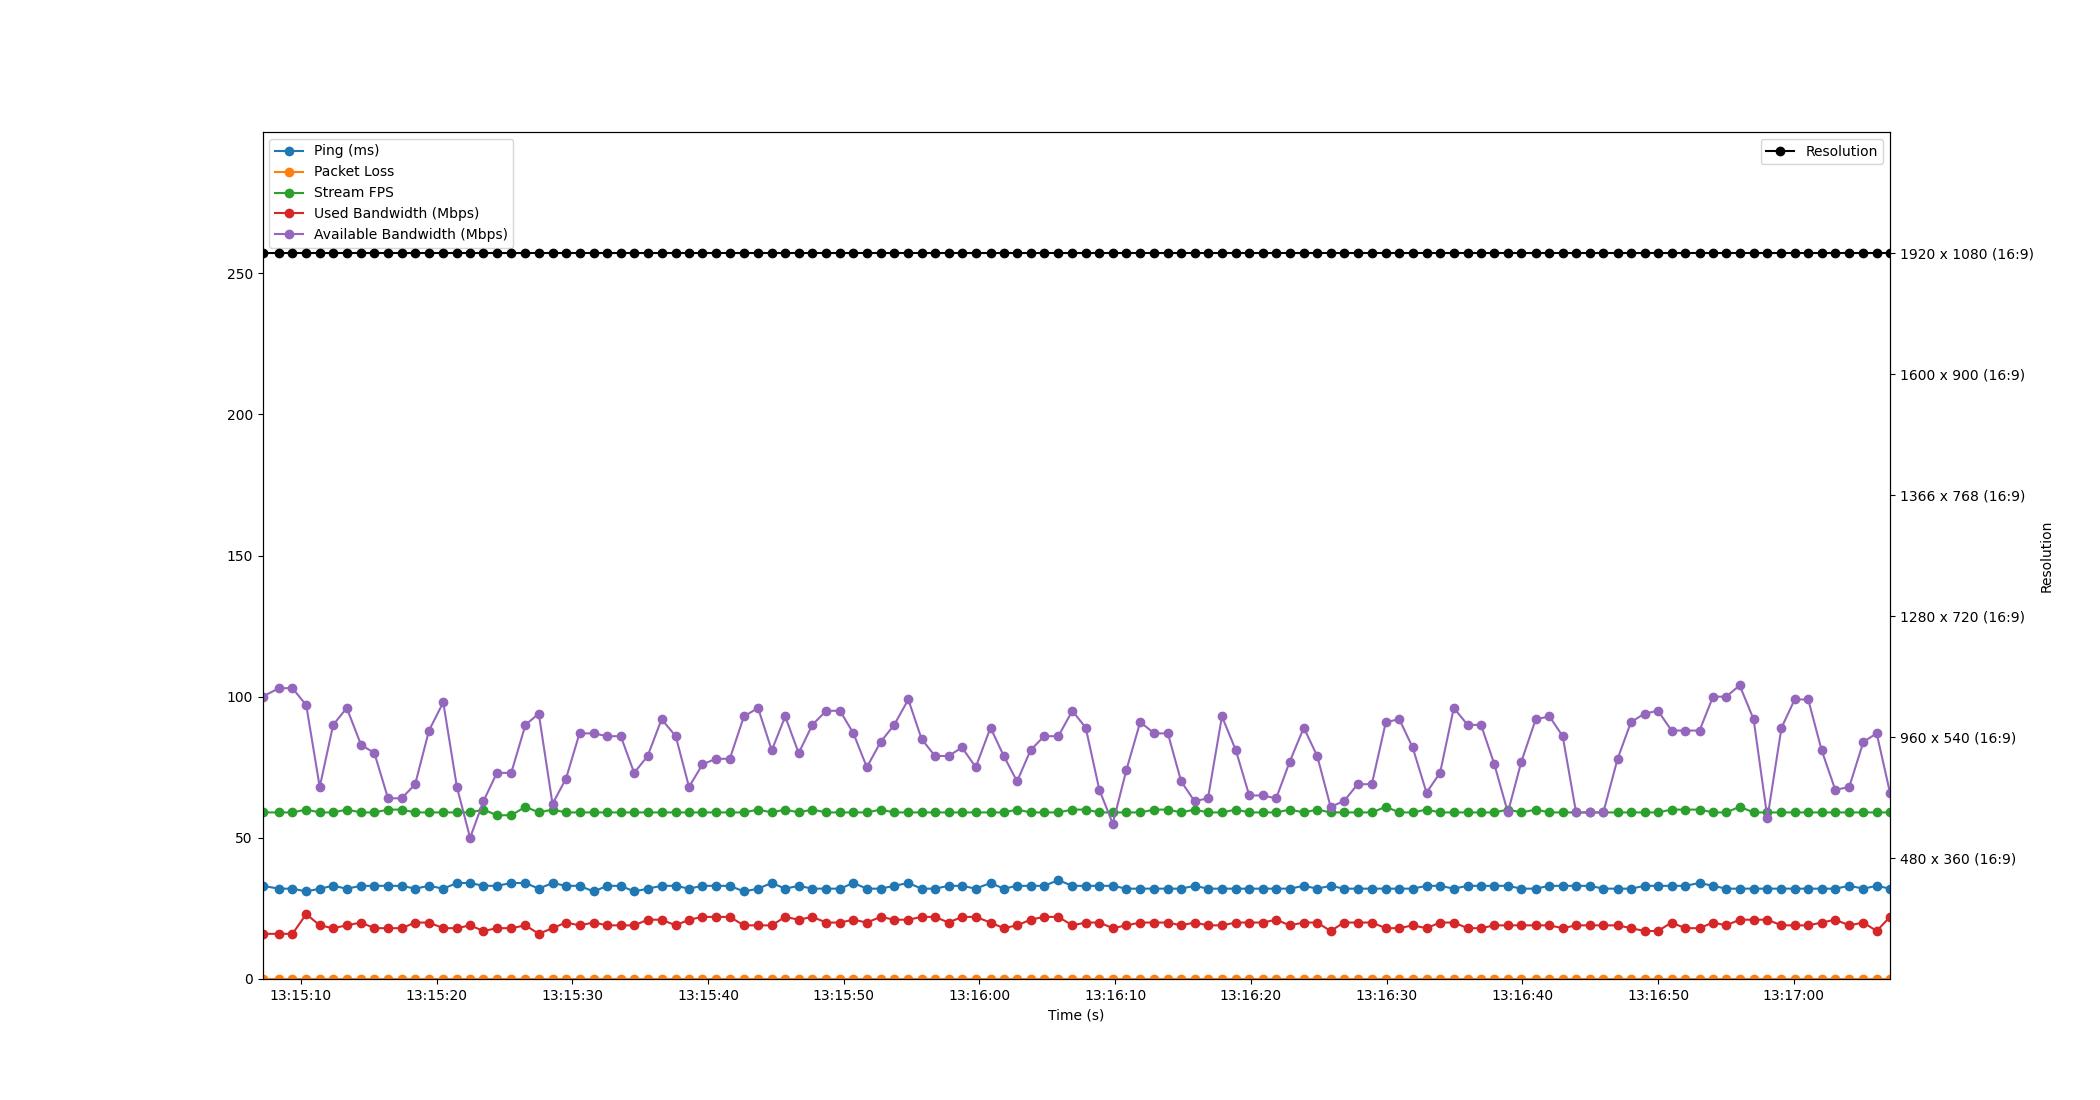 Ping (ms)
Packet Loss
Stream FPS
Used Bandwidth (Mbps)
Available Bandwidth (Mbps)
Resolution
250
200
150
100
50
0
1920 x 1080 (16:9)
1600 x 900 (16:9)
1366 x 768 (16:9)
1280 x 720 (16:9)
960 x 540 (16:9)
480 x 360 (16:9)
Resolution
13:15:10 13:15:20 13:15:30 13:15:40 13:15:50 13:16:00 13:16:10 13:16:20 13:16:30 13:16:40 13:16:50 13:17:00
Time (s)